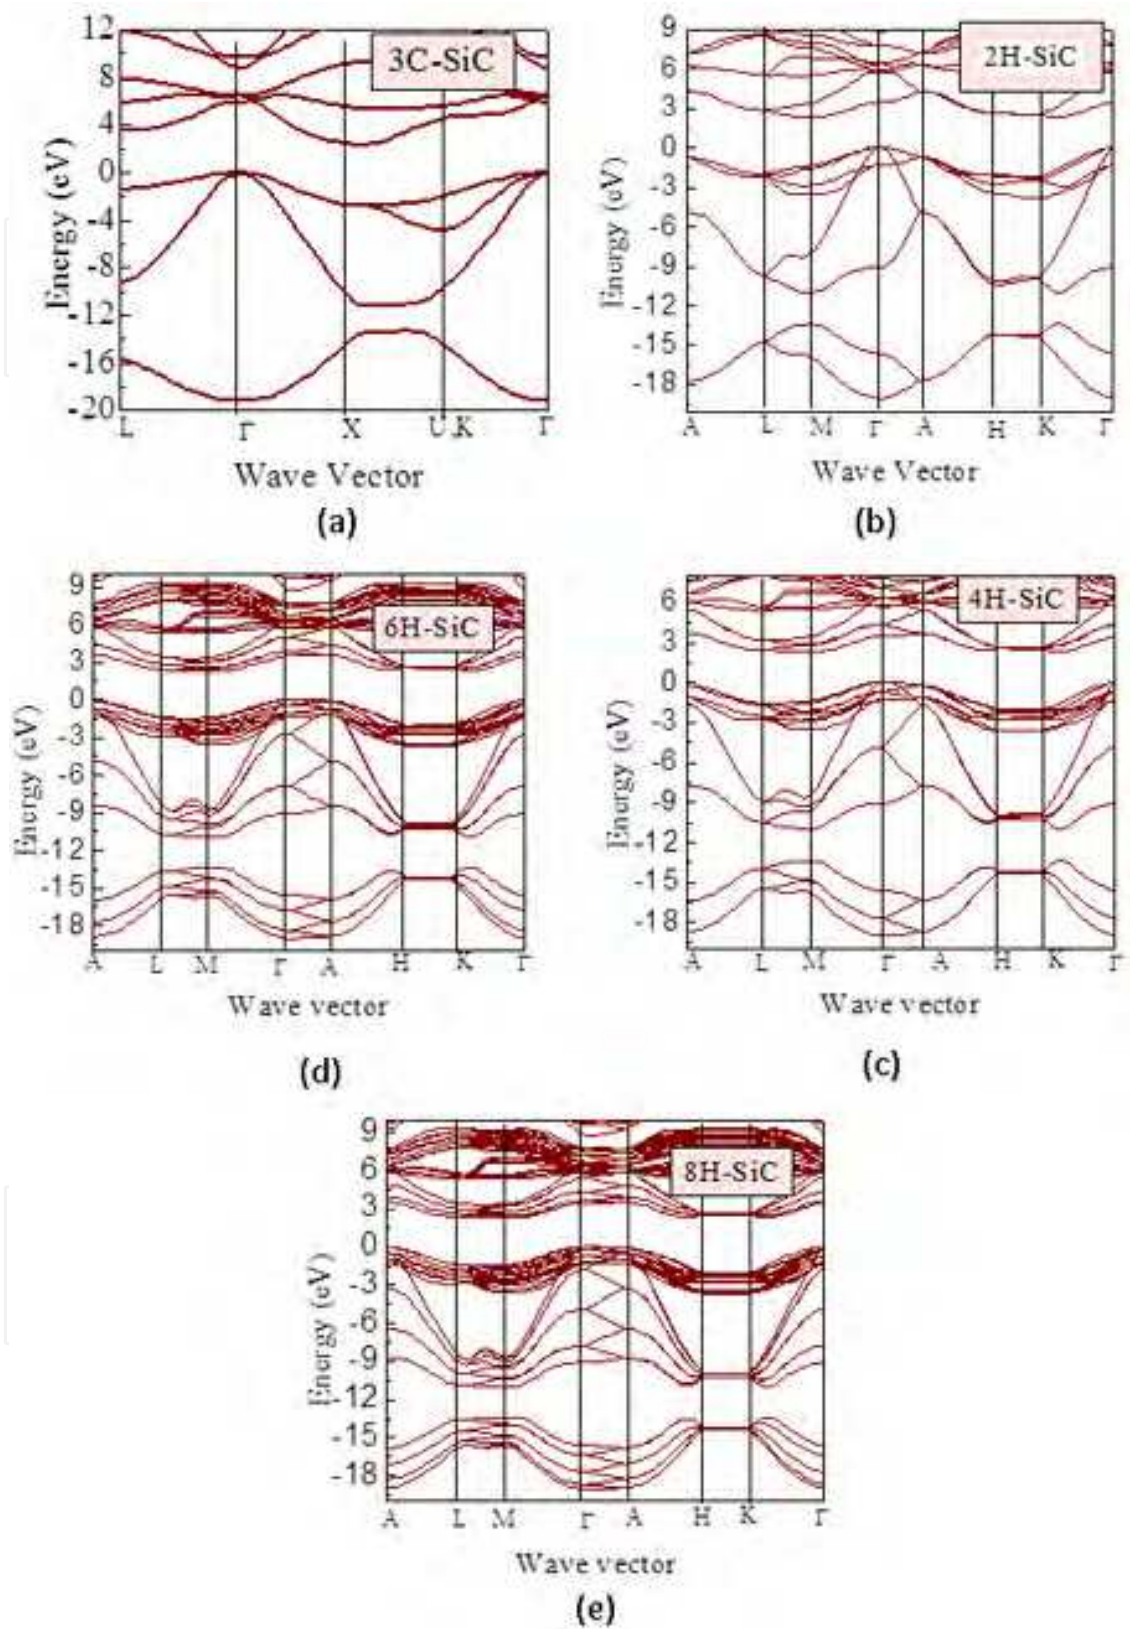 12
8
4
0
-4
-8
-12
-16
-20
Energy (eV)
3C-SiC
L Γ X U,K Γ
Wave Vector
(a)
9
6
3
0
-3
-6
-9
-12
-15
-18
Energy (eV)
2H-SiC
A L M Γ A H K Γ
Wave Vector
(b)
9
6
3
0
-3
-6
-9
-12
-15
-18
Energy (eV)
6H-SiC
A L M Γ A H K Γ
Wave vector
(d)
6
3
0
-3
-6
-9
-12
-15
-18
Energy (eV)
4H-SiC
A L M Γ A H K Γ
Wave vector
(c)
9
6
3
0
-3
-6
-9
-12
-15
-18
Energy (eV)
8H-SiC
A L M Γ A H K Γ
Wave vector
(e)